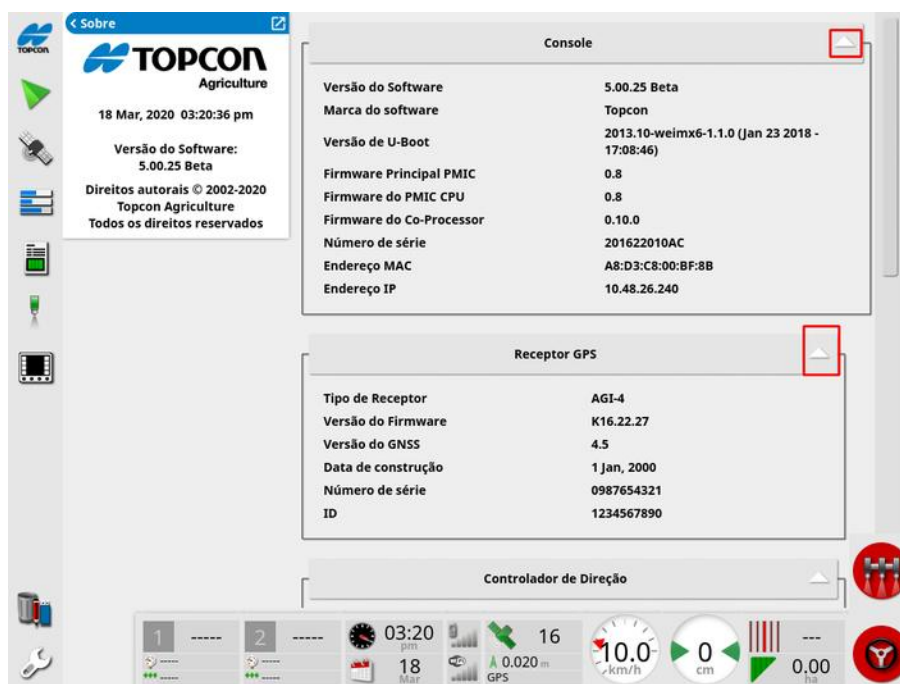 TOPCON
Sobre
TOPCON
Agriculture
18 Mar, 2020 03:20:36 pm
Versão do Software:
5.00.25 Beta
Direitos autorais © 2002-2020
Topcon Agriculture
Todos os direitos reservados
Console
Versão do Software 5.00.25 Beta
Marca do software Topcon
Versão de U-Boot 2013.10-weimx6-1.1.0 (Jan 23 2018 -
17:08:46)
Firmware Principal PMIC 0.8
Firmware do PMIC CPU 0.8
Firmware do Co-Processor 0.10.0
Número de série 201622010AC
Endereço MAC A8:D3:C8:00:BF:8B
Endereço IP 10.48.26.240
Receptor GPS
Tipo de Receptor AGI-4
Versão do Firmware K16.22.27
Versão do GNSS 4.5
Data de construção 1 Jan, 2000
Número de série 0987654321
ID 1234567890
Controlador de Direção
1 ----- 2 ----- 03:20 16 10.0 0 ---
pm km/h cm
----- ----- 18 0.020 m 0.00
----- ----- Mar GPS ha